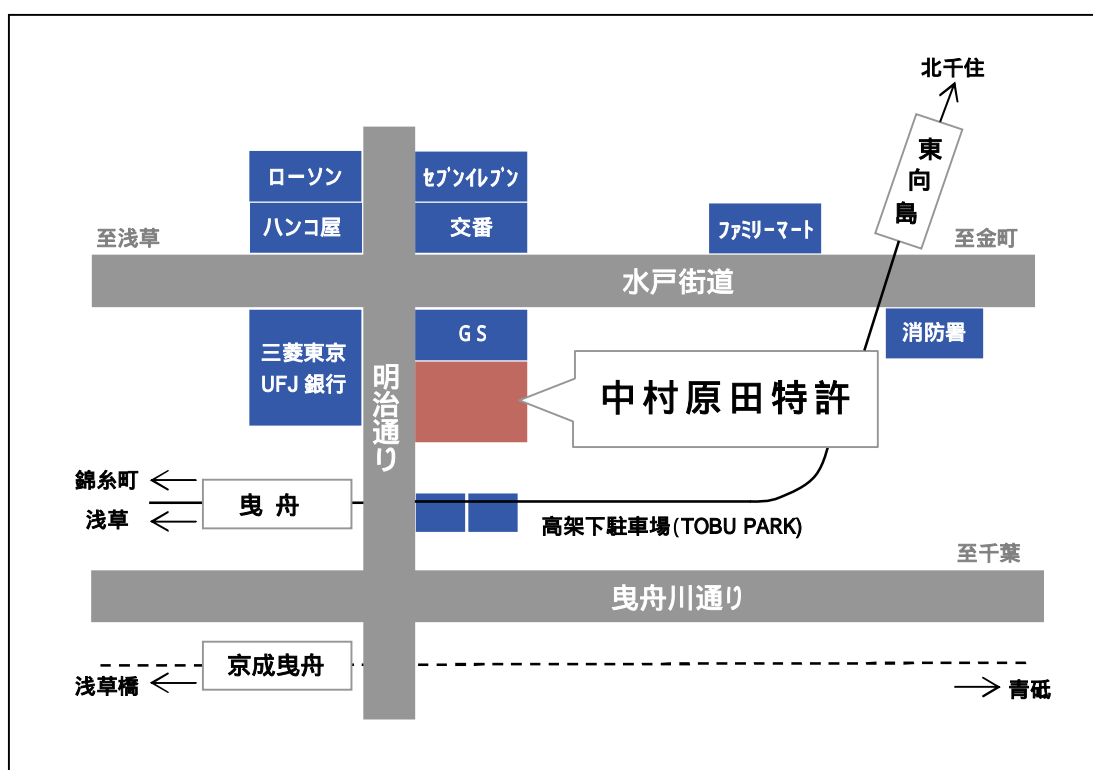 北千住
東向島
ローソン
セブンイレブン
ハンコ屋
交番
ファミリーマート
至浅草
至金町
水戸街道
三菱東京
UFJ 銀行
GS
消防署
明治通り
中村原田特許
錦糸町
浅草
曳舟
高架下駐車場(TOBU PARK)
至千葉
曳舟川通り
京成曳舟
浅草橋
青砥